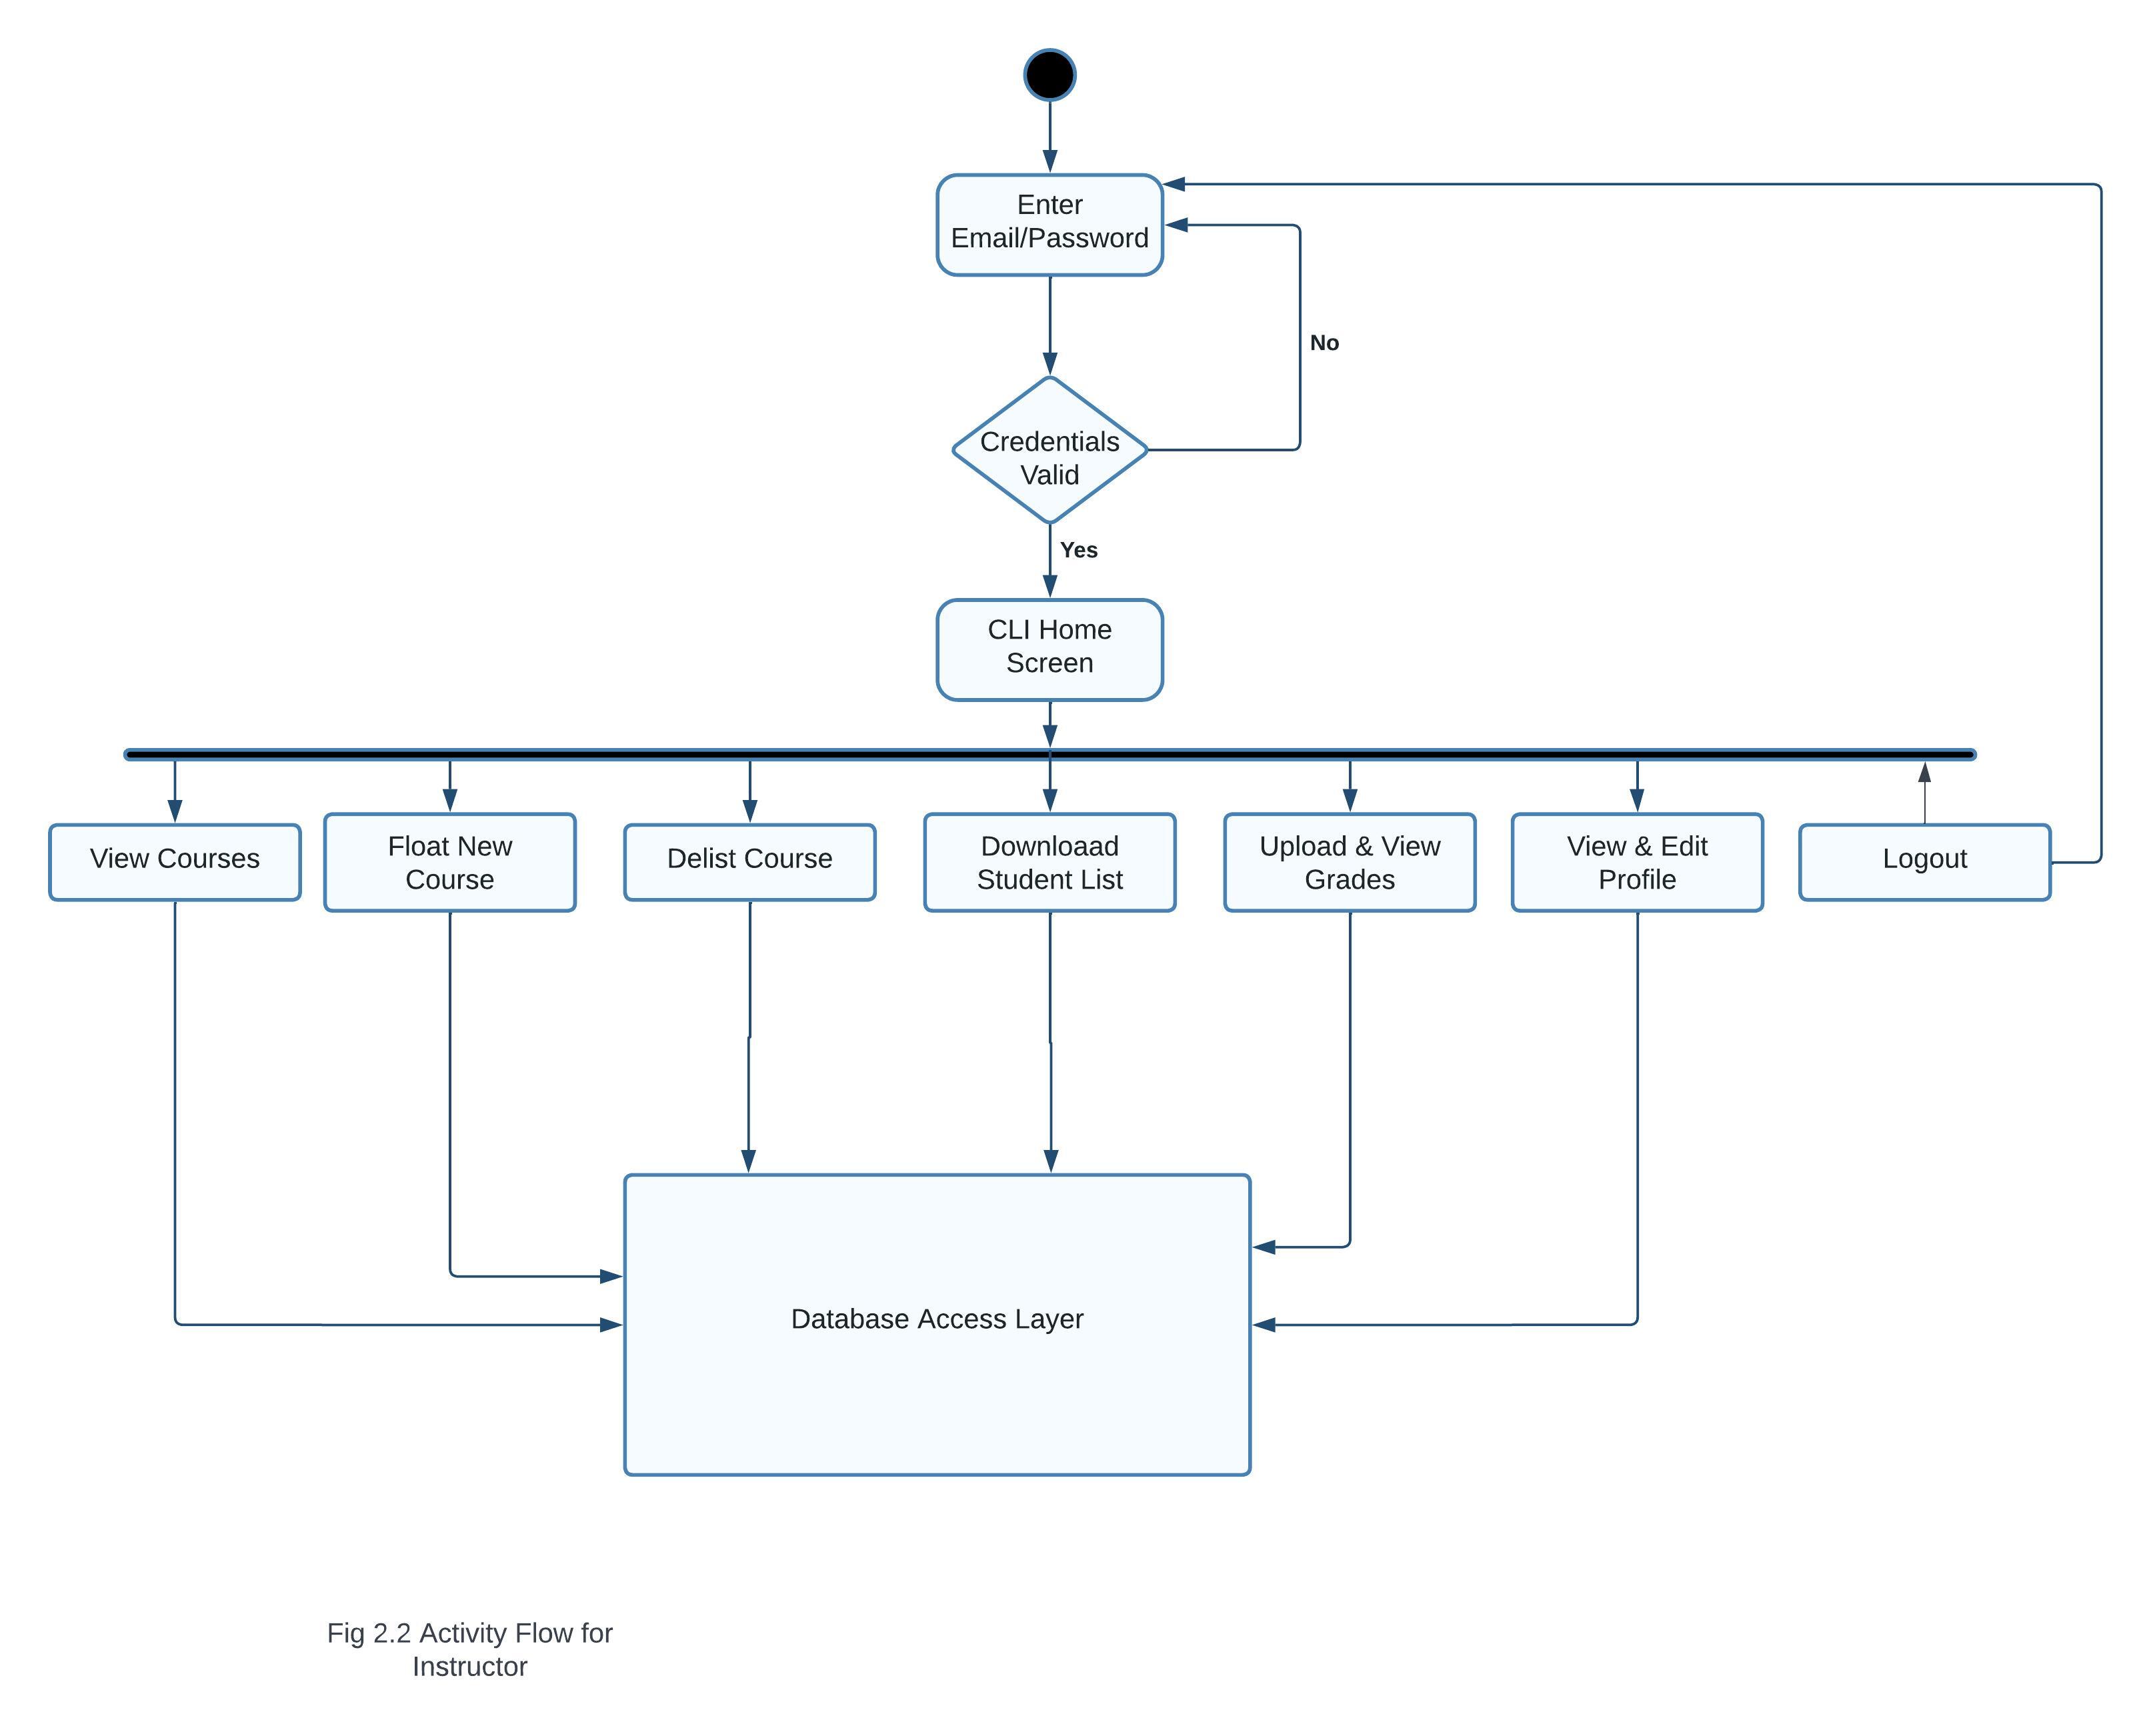 Enter
Email/Password
No
Credentials
Valid
Yes
CLI Home
Screen
View Courses
Float New
Course
Delist Course
Downloaad
Student List
Upload & View
Grades
View & Edit
Profile
Logout
Database Access Layer
Fig 2.2 Activity Flow for
Instructor